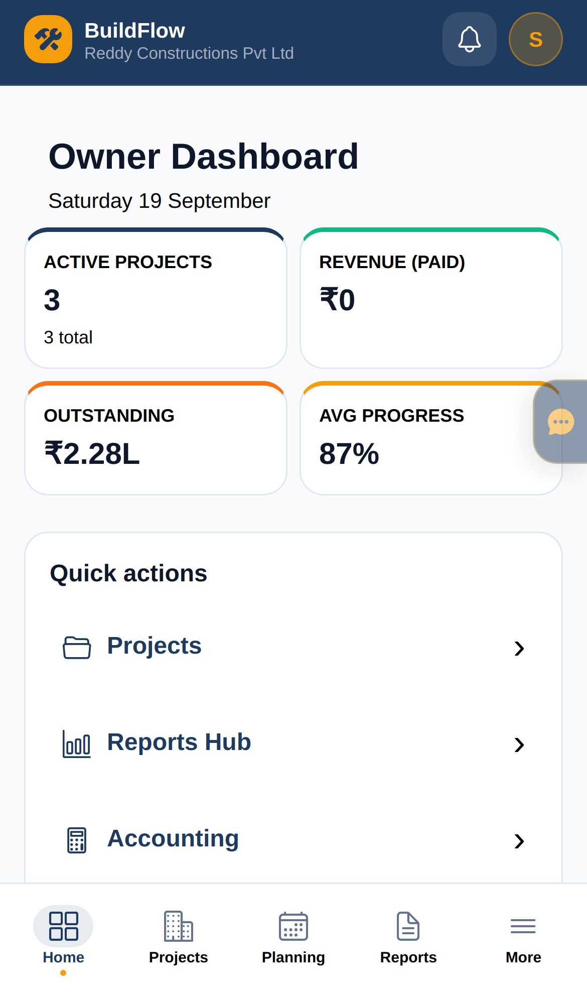 BuildFlow
Reddy Constructions Pvt Ltd
S
Owner Dashboard
Saturday 19 September
ACTIVE PROJECTS
3
3 total
REVENUE (PAID)
₹0
OUTSTANDING
₹2.28L
AVG PROGRESS
87%
Quick actions
Projects
Reports Hub
Accounting
Home
Projects
Planning
Reports
More